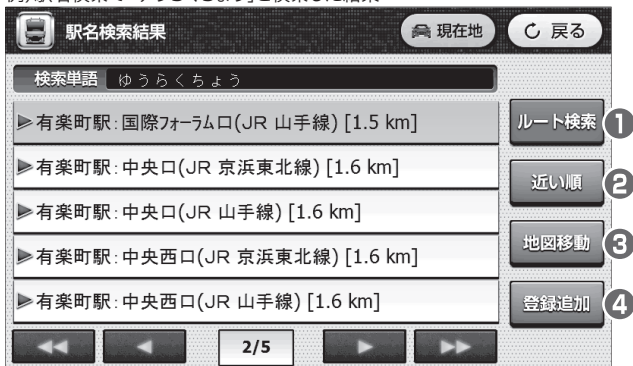 駅名検索結果
現在地
戻る
検索単語 ゆうらくちょう
有楽町駅:国際フォーラム口(JR 山手線) [1.5 km]
有楽町駅:中央口(JR 京浜東北線) [1.6 km]
有楽町駅:中央口(JR 山手線) [1.6 km]
有楽町駅:中央西口(JR 京浜東北線) [1.6 km]
有楽町駅:中央西口(JR 山手線) [1.6 km]
ルート検索 1
近い順 2
地図移動 3
登録追加 4
2/5